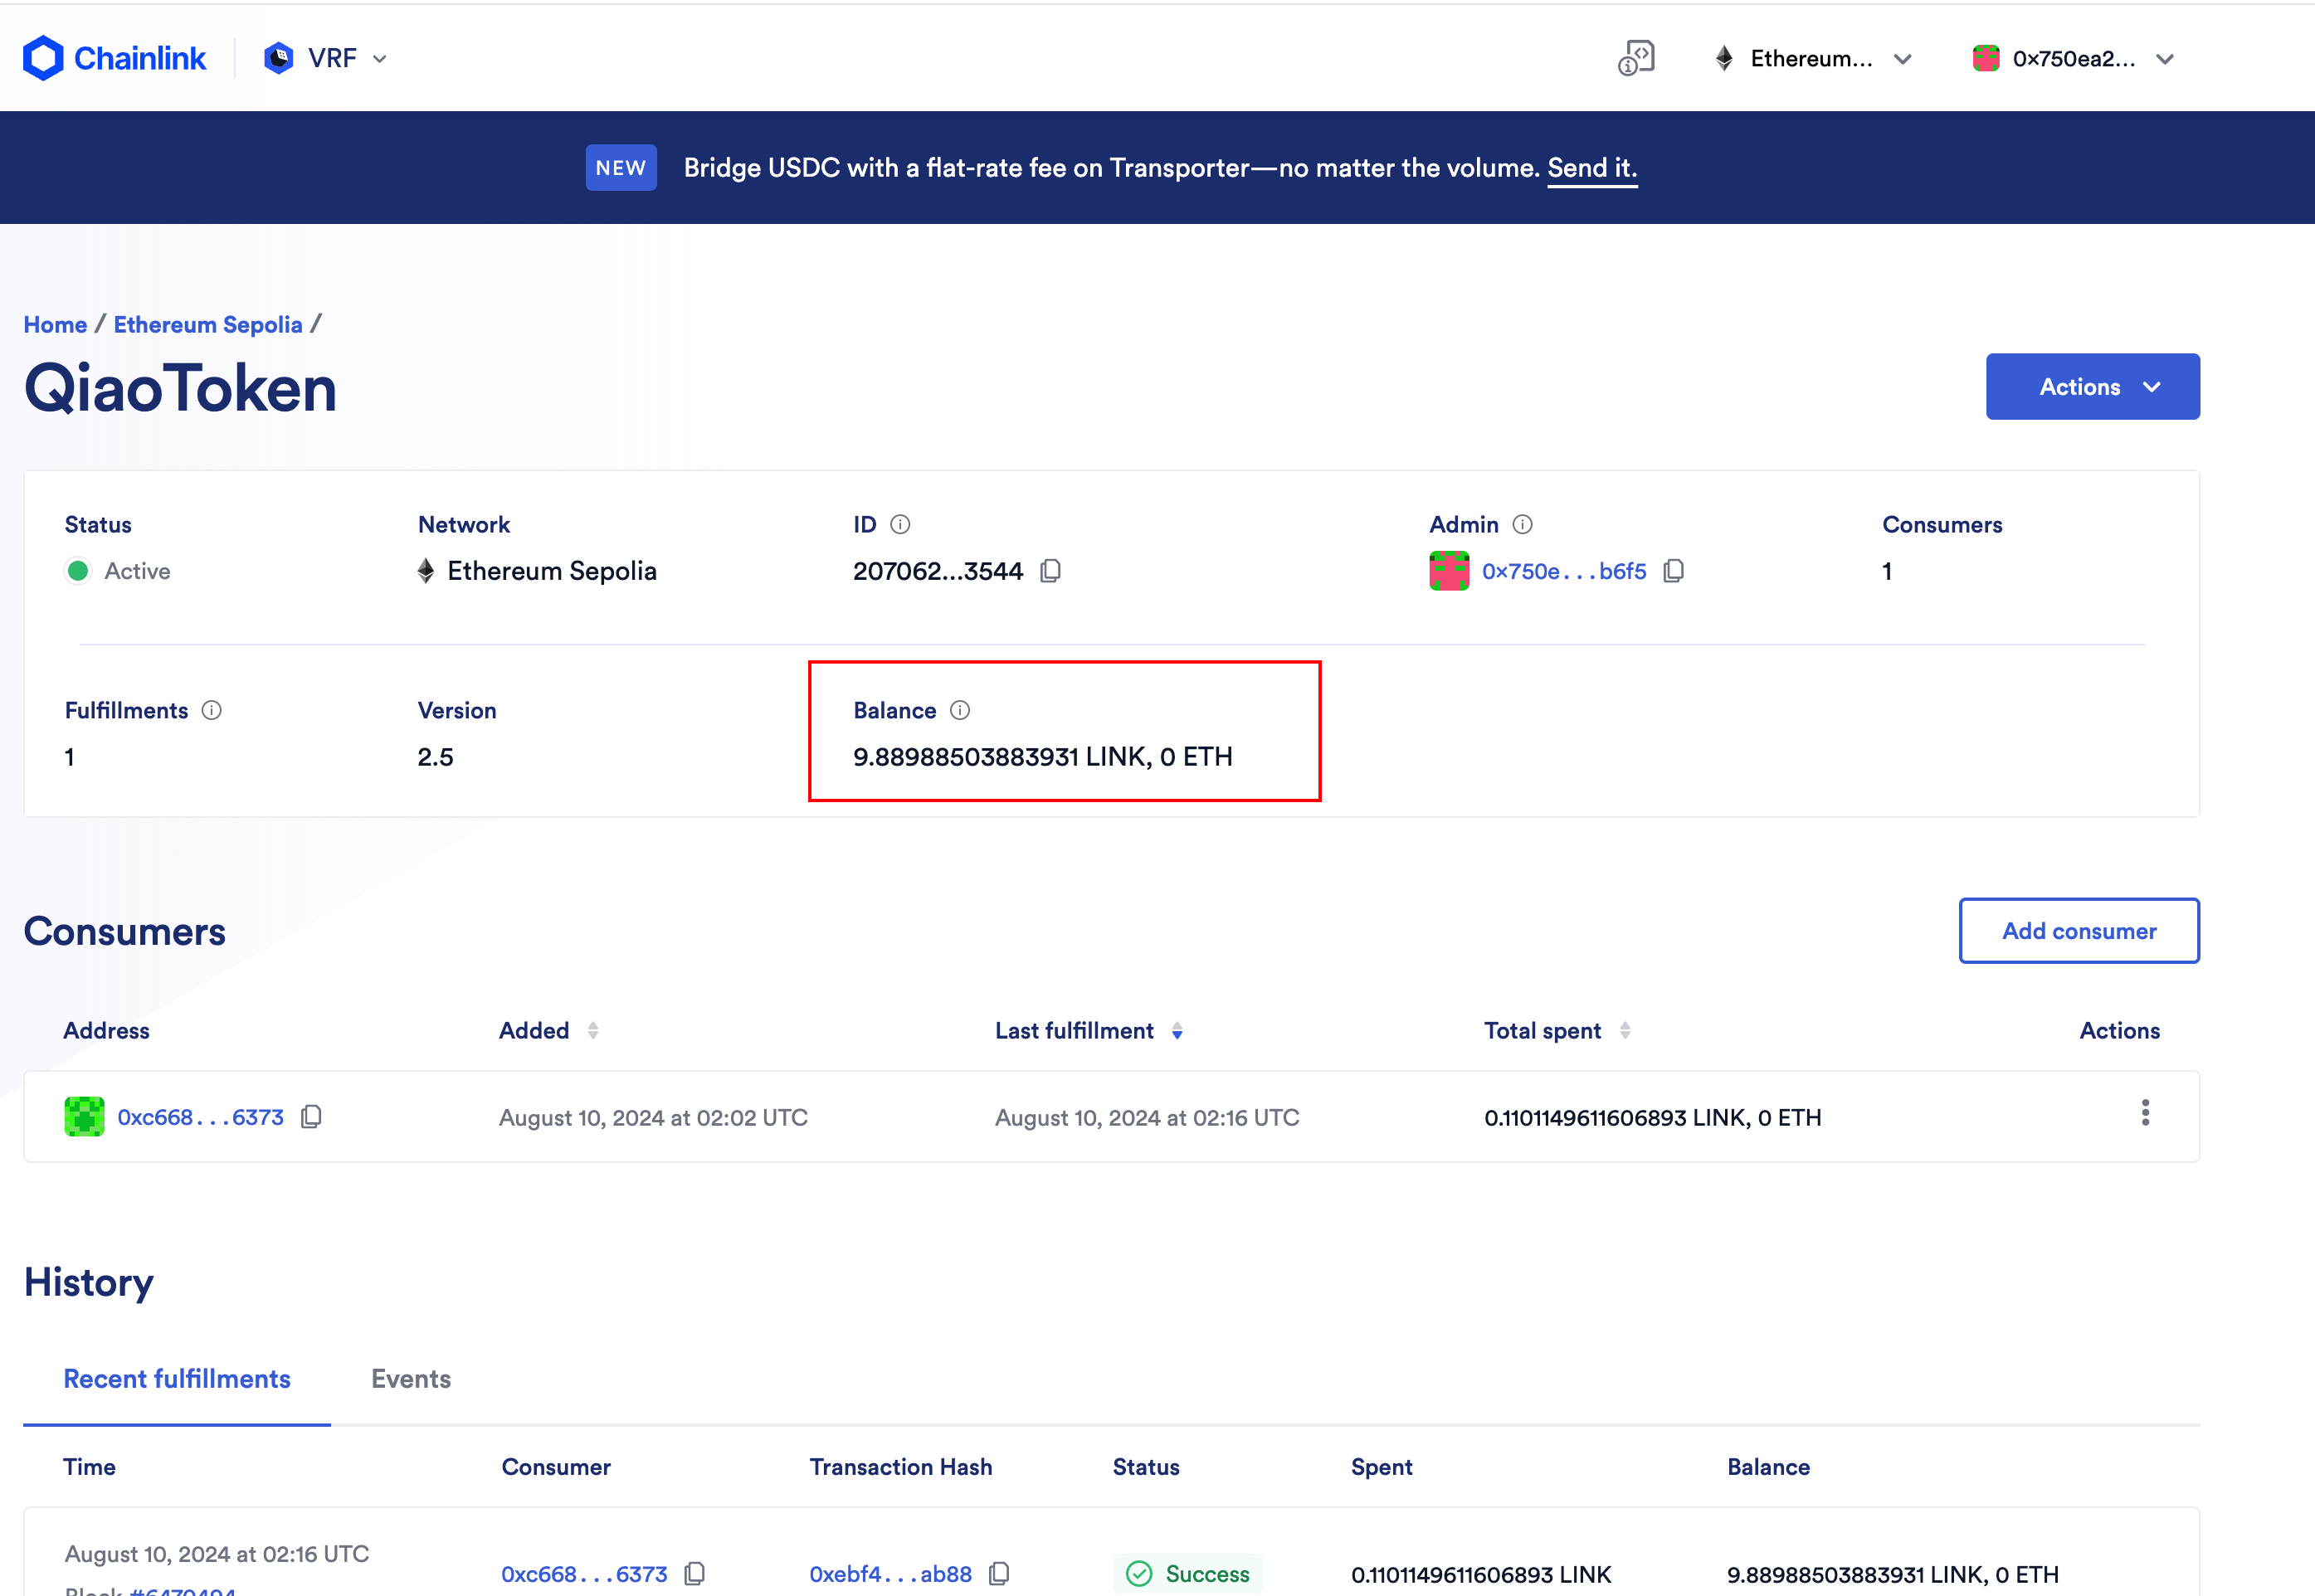 Chainlink VRF Ethereum... 0x750ea2...
NEW Bridge USDC with a flat-rate fee on Transporter—no matter the volume. Send it.
Home / Ethereum Sepolia /
QiaoToken
Actions
Status Network ID Admin Consumers
Active Ethereum Sepolia 207062...3544 0x750e...b6f5 1
Fulfillments Version Balance
1 2.5 9.88988503883931 LINK, 0 ETH
Consumers
Add consumer
Address Added Last fulfillment Total spent Actions
0xc668...6373 August 10, 2024 at 02:02 UTC August 10, 2024 at 02:16 UTC 0.1101149611606893 LINK, 0 ETH
History
Recent fulfillments Events
Time Consumer Transaction Hash Status Spent Balance
August 10, 2024 at 02:16 UTC
0xc668...6373 0xebf4...ab88 Success 0.1101149611606893 LINK 9.88988503883931 LINK, 0 ETH